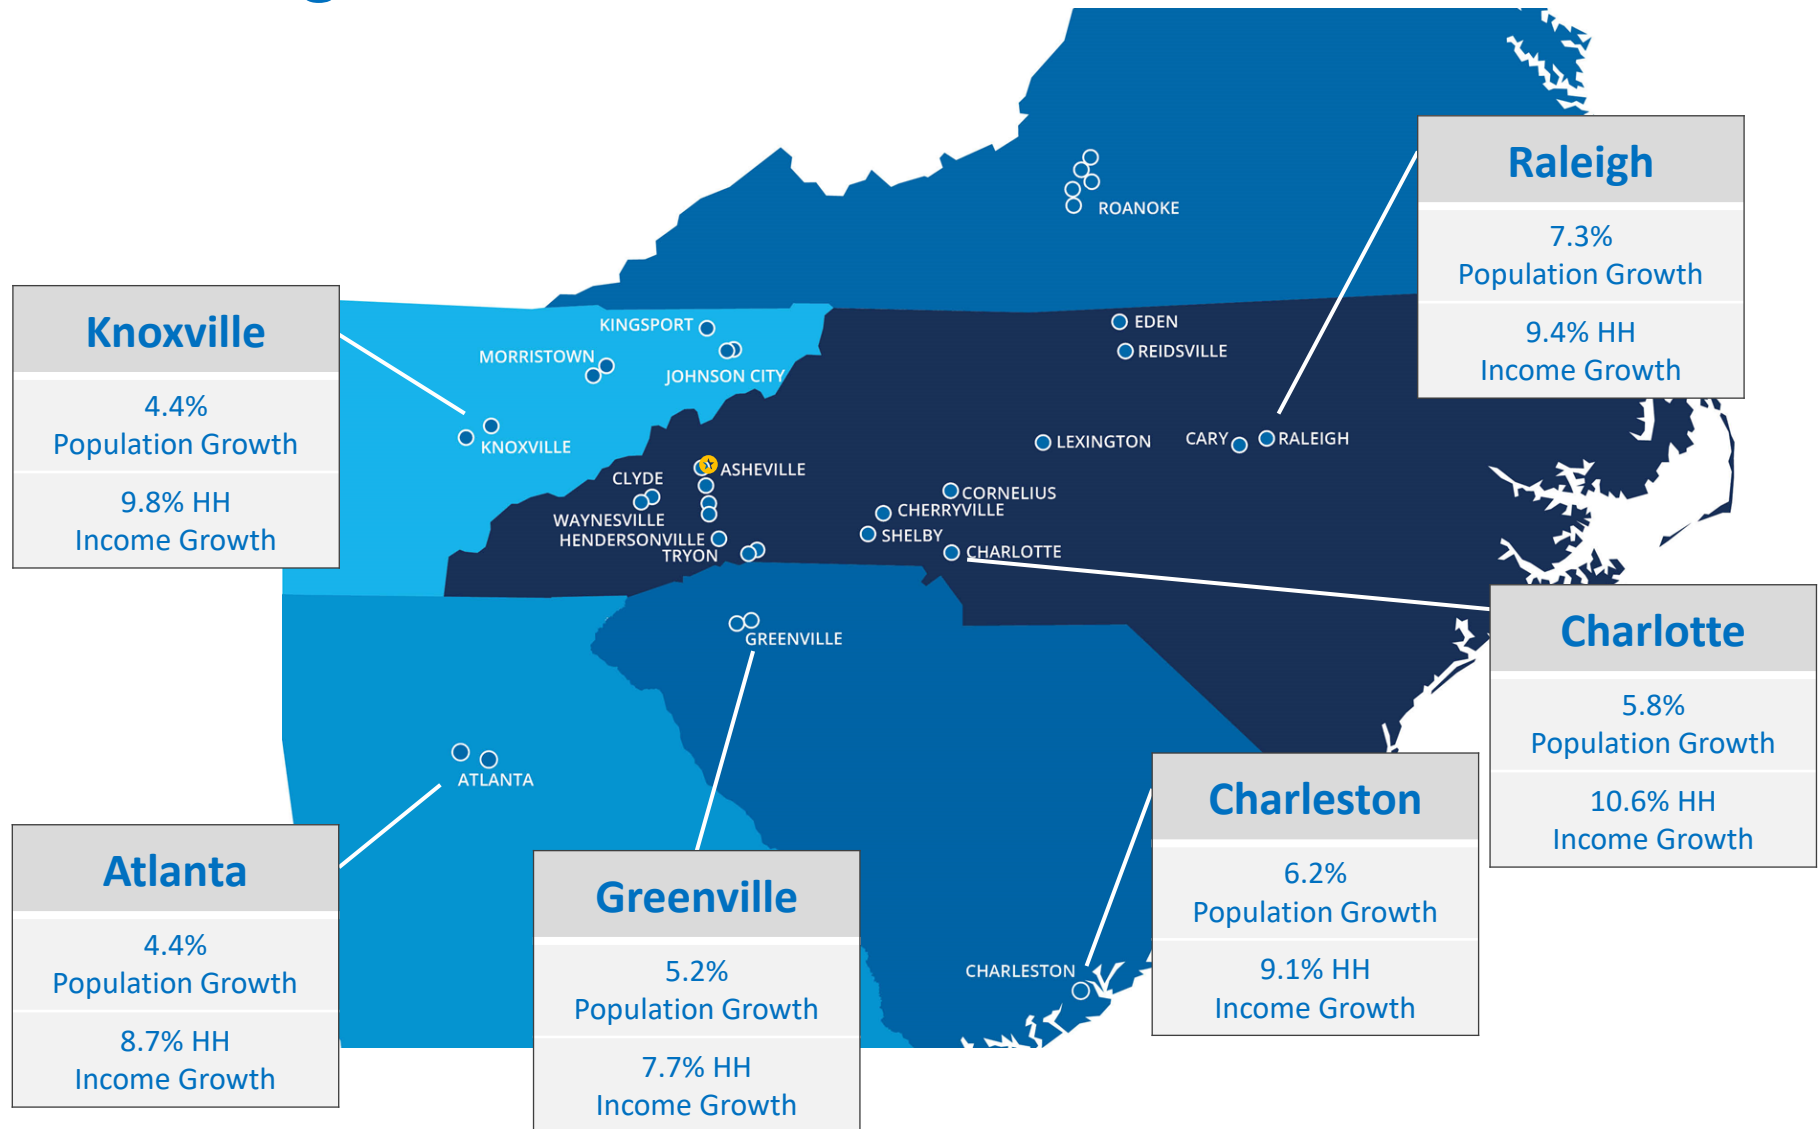 ROANOKE
Raleigh
7.3%
Population Growth
9.4% HH
Income Growth
Knoxville
4.4%
Population Growth
9.8% HH
Income Growth
KINGSPORT
MORRISTOWN
JOHNSON CITY
KNOXVILLE
EDEN
REIDSVILLE
LEXINGTON
CARY
RALEIGH
ASHEVILLE
CLYDE
WAYNESVILLE
HENDERSONVILLE
TRYON
CORNELIUS
CHERRYVILLE
SHELBY
CHARLOTTE
GREENVILLE
Charlotte
5.8%
Population Growth
10.6% HH
Income Growth
ATLANTA
Atlanta
4.4%
Population Growth
8.7% HH
Income Growth
Greenville
5.2%
Population Growth
7.7% HH
Income Growth
CHARLESTON
Charleston
6.2%
Population Growth
9.1% HH
Income Growth